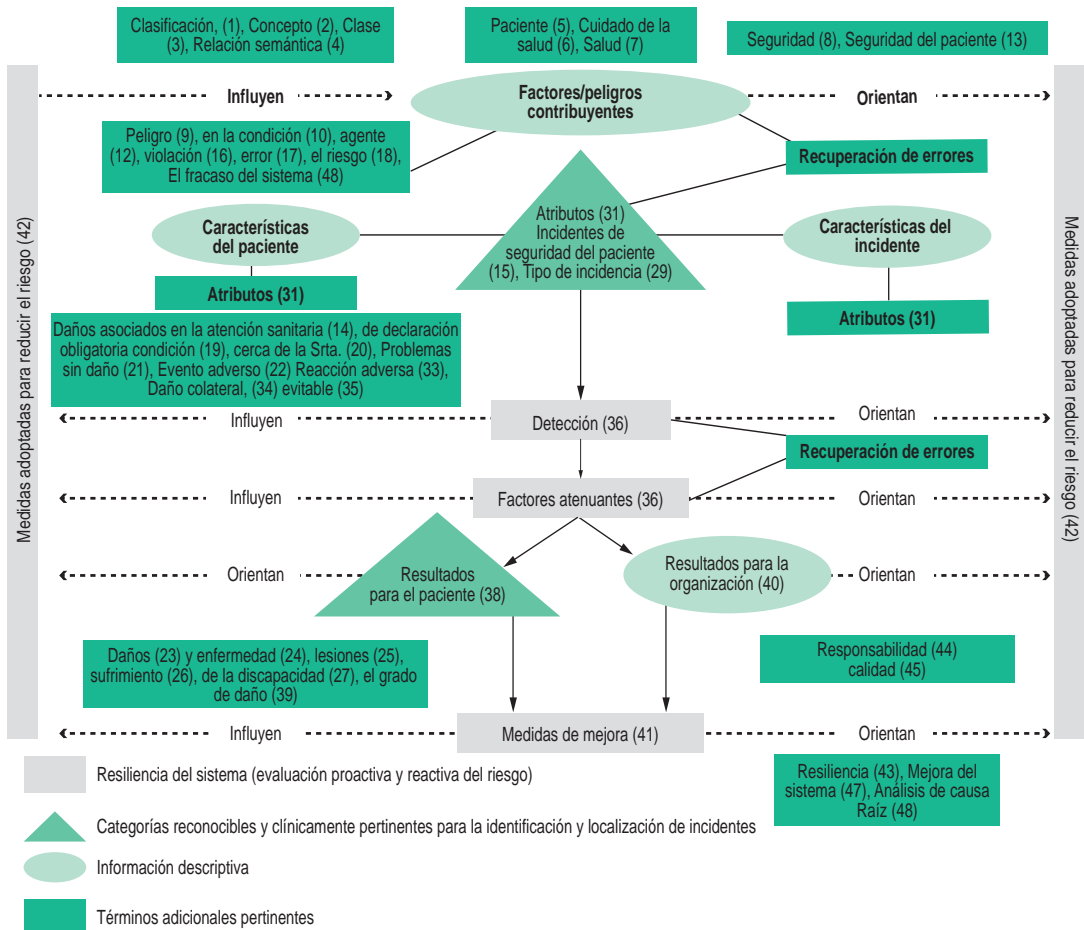 Clasificación, (1), Concepto (2), Clase
(3), Relación semántica (4)
Paciente (5), Cuidado de la
salud (6), Salud (7)
Seguridad (8), Seguridad del paciente (13)
Influyen
Factores/peligros
contribuyentes
Orientan
Peligro (9), en la condición (10), agente
(12), violación (16), error (17), el riesgo (18),
El fracaso del sistema (48)
Recuperación de errores
Medidas adoptadas para reducir el riesgo (42)
Medidas adoptadas para reducir el riesgo (42)
Características
del paciente
Atributos (31)
Incidentes de
seguridad del paciente
(15), Tipo de incidencia (29)
Características del
incidente
Atributos (31)
Atributos (31)
Daños asociados en la atención sanitaria (14), de declaración
obligatoria condición (19), cerca de la Srta. (20), Problemas
sin daño (21), Evento adverso (22) Reacción adversa (33),
Daño colateral, (34) evitable (35)
Influyen
Detección (36)
Orientan
Recuperación de errores
Influyen
Factores atenuantes (36)
Orientan
Orientan
Resultados
para el paciente (38)
Resultados para la
organización (40)
Orientan
Daños (23) y enfermedad (24), lesiones (25),
sufrimiento (26), de la discapacidad (27), el grado
de daño (39)
Responsabilidad (44)
calidad (45)
Influyen
Medidas de mejora (41)
Orientan
Resiliencia (43), Mejora del
sistema (47), Análisis de causa
Raíz (48)
Resiliencia del sistema (evaluación proactiva y reactiva del riesgo)
Categorías reconocibles y clínicamente pertinentes para la identificación y localización de incidentes
Información descriptiva
Términos adicionales pertinentes